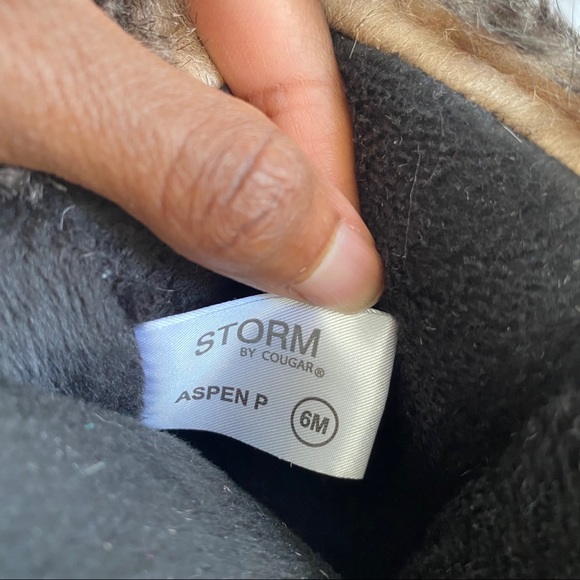 STORM
BY COUGAR®
ASPEN P
6M